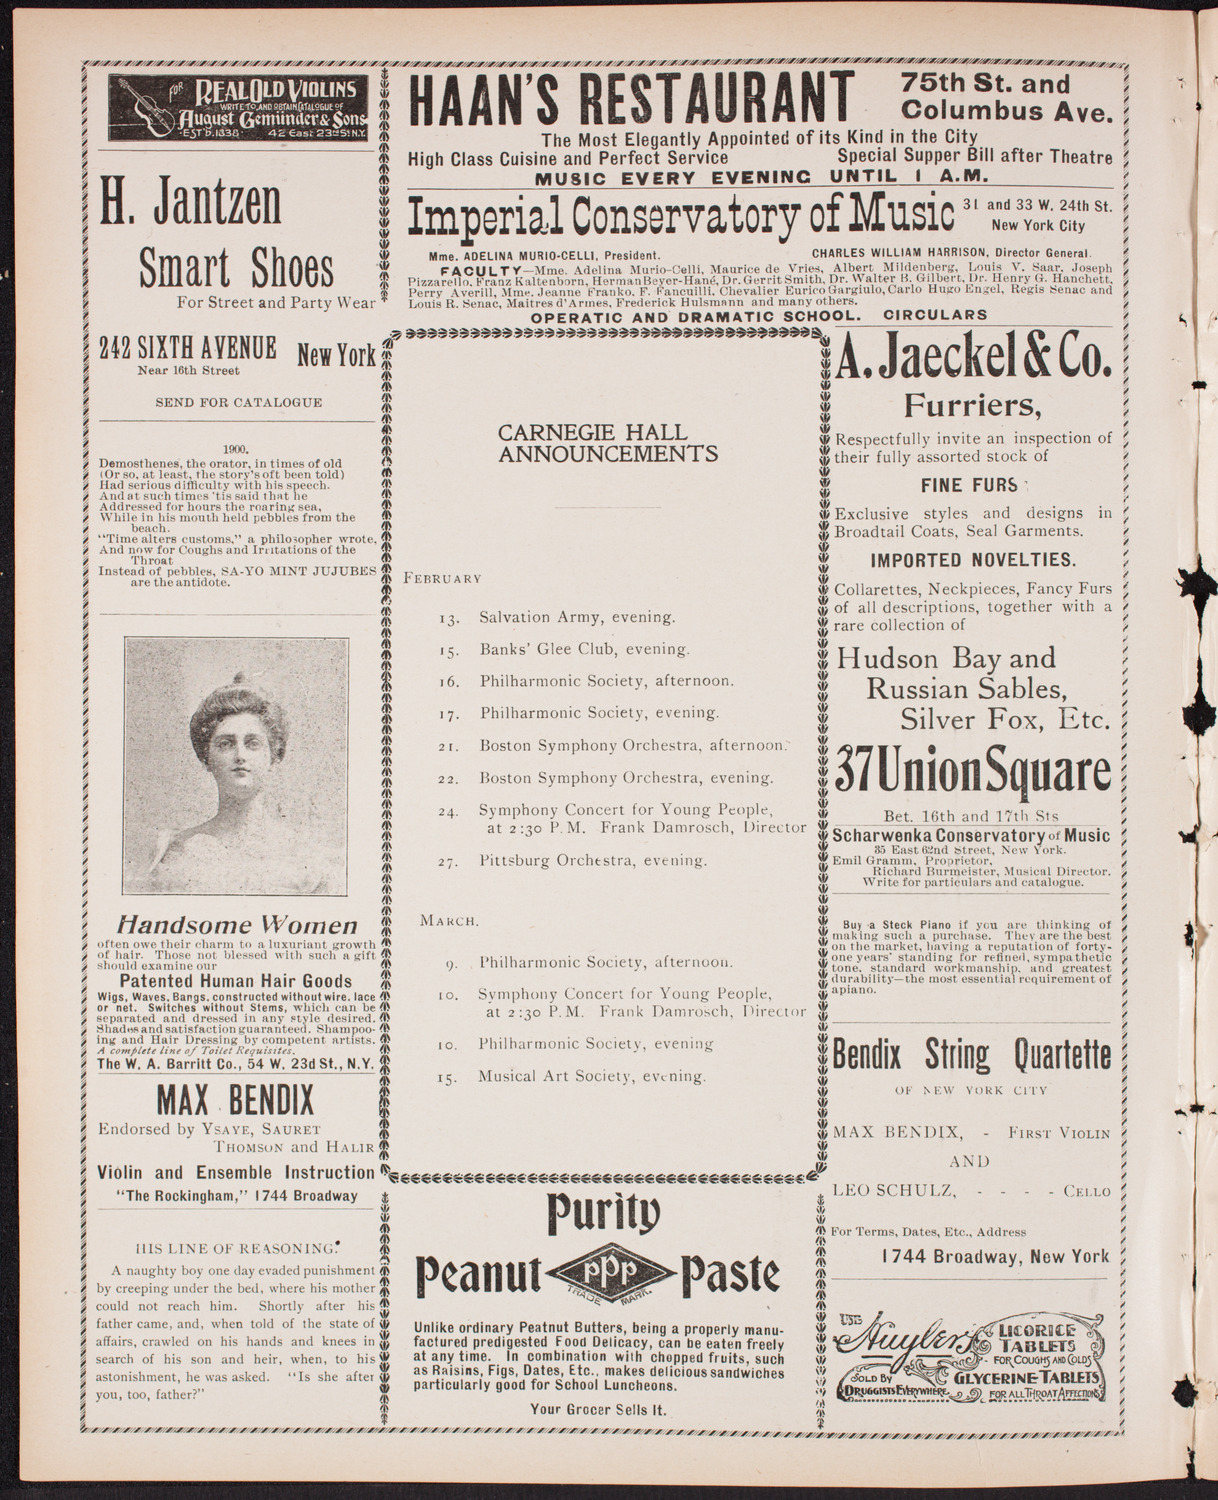 FOR REAL OLD VIOLINS
WRITE TO AND OBTAIN CATALOGUE OF
August Gemünder & Sons
EST'D. 1838. 42 East 23rd St N.Y.
H. Jantzen
Smart Shoes
For Street and Party Wear
242 SIXTH AVENUE New York
Near 16th Street
SEND FOR CATALOGUE
1900.
Demosthenes, the orator, in times of old
(Or so, at least, the story's oft been told)
Had serious difficulty with his speech.
And at such times 'tis said that he
Addressed for hours the roaring sea,
While in his mouth held pebbles from the
beach.
"Time alters customs," a philosopher wrote,
And now for Coughs and Irritations of the
Throat
Instead of pebbles, SA-YO MINT JUJUBES
are the antidote.
Handsome Women
often owe their charm to a luxuriant growth
of hair. Those not blessed with such a gift
should examine our
Patented Human Hair Goods
Wigs, Waves, Bangs, constructed without wire, lace
or net. Switches without Stems, which can be
separated and dressed in any style desired.
Shades and satisfaction guaranteed. Shampoo-
ing and Hair Dressing by competent artists.
A complete line of Toilet Requisites.
The W. A. Barritt Co., 54 W. 23d St., N.Y.
MAX BENDIX
Endorsed by YSAYE, SAURET
THOMSON and HALIR
Violin and Ensemble Instruction
"The Rockingham," 1744 Broadway
HIS LINE OF REASONING.
A naughty boy one day evaded punishment
by creeping under the bed, where his mother
could not reach him. Shortly after his
father came, and, when told of the state of
affairs, crawled on his hands and knees in
search of his son and heir, when, to his
astonishment, he was asked. "Is she after
you, too, father?"
HAAN'S RESTAURANT 75th St. and
Columbus Ave.
The Most Elegantly Appointed of its Kind in the City
High Class Cuisine and Perfect Service Special Supper Bill after Theatre
MUSIC EVERY EVENING UNTIL 1 A.M.
Imperial Conservatory of Music 31 and 33 W. 24th St.
New York City
Mme. ADELINA MURIO-CELLI, President. CHARLES WILLIAM HARRISON, Director General.
FACULTY—Mme. Adelina Murio-Celli, Maurice de Vries, Albert Mildenberg, Louis V. Saar, Joseph
Pizzarello, Franz Kaltenborn, Herman Beyer-Hané, Dr. Gerrit Smith, Dr. Walter B. Gilbert, Dr. Henry G. Hanchett,
Perry Averill, Mme. Jeanne Franko, F. Fancuilli, Chevalier Eurico Gargiulo, Carlo Hugo Engel, Regis Senac and
Louis R. Senac, Maitres d'Armes, Frederick Hulsmann and many others.
OPERATIC AND DRAMATIC SCHOOL. CIRCULARS
CARNEGIE HALL
ANNOUNCEMENTS
FEBRUARY
13. Salvation Army, evening.
15. Banks' Glee Club, evening.
16. Philharmonic Society, afternoon.
17. Philharmonic Society, evening.
21. Boston Symphony Orchestra, afternoon.
22. Boston Symphony Orchestra, evening.
24. Symphony Concert for Young People,
at 2:30 P.M. Frank Damrosch, Director
27. Pittsburg Orchestra, evening.
MARCH.
9. Philharmonic Society, afternoon.
10. Symphony Concert for Young People,
at 2:30 P.M. Frank Damrosch, Director
10. Philharmonic Society, evening
15. Musical Art Society, evening.
Purity
Peanut PPP Paste
TRADE MARK.
Unlike ordinary Peatnut Butters, being a properly manu-
factured predigested Food Delicacy, can be eaten freely
at any time. In combination with chopped fruits, such
as Raisins, Figs, Dates, Etc., makes delicious sandwiches
particularly good for School Luncheons.
Your Grocer Sells It.
A. Jaeckel & Co.
Furriers,
Respectfully invite an inspection of
their fully assorted stock of
FINE FURS
Exclusive styles and designs in
Broadtail Coats, Seal Garments.
IMPORTED NOVELTIES.
Collarettes, Neckpieces, Fancy Furs
of all descriptions, together with a
rare collection of
Hudson Bay and
Russian Sables,
Silver Fox, Etc.
37 Union Square
Bet. 16th and 17th Sts
Scharwenka Conservatory of Music
35 East 62nd Street, New York.
Emil Gramm, Proprietor,
Richard Burmeister, Musical Director.
Write for particulars and catalogue.
Buy a Steck Piano if you are thinking of
making such a purchase. They are the best
on the market, having a reputation of forty-
one years' standing for refined, sympathetic
tone, standard workmanship, and greatest
durability—the most essential requirement of
apiano.
Bendix String Quartette
OF NEW YORK CITY
MAX BENDIX, - FIRST VIOLIN
AND
LEO SCHULZ, - - - - CELLO
For Terms, Dates, Etc., Address
1744 Broadway, New York
USE
Huyler's LICORICE
TABLETS
FOR COUGHS AND COLDS
SOLD BY GLYCERINE TABLETS
DRUGGISTS EVERYWHERE. FOR ALL THROAT AFFECTIONS